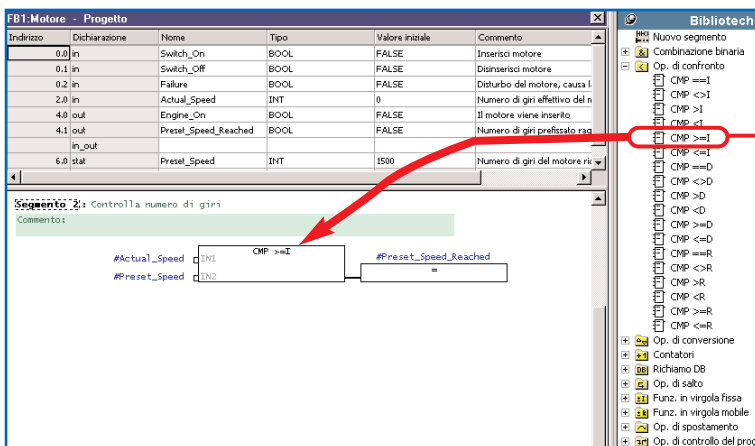 FB1:Motore - Progetto
Indirizzo Dichiarazione Nome Tipo Valore iniziale Commento
0.0 in Switch_On BOOL FALSE Inserisci motore
0.1 in Switch_Off BOOL FALSE Disinserisci motore
0.2 in Failure BOOL FALSE Disturbo del motore, causa l
2.0 in Actual_Speed INT 0 Numero di giri effettivo del n
4.0 out Engine_On BOOL FALSE Il motore viene inserito
4.1 out Preset_Speed_Reached BOOL FALSE Numero di giri prefissato rag
in_out
6.0 stat Preset_Speed INT 1500 Numero di giri del motore ric
Segmento 2: Controlla numero di giri
Commento:
CMP >=I
#Actual_Speed IN1
#Preset_Speed IN2
#Preset_Speed_Reached
=
Bibliotech
Nuovo segmento
Combinazione binaria
Op. di confronto
CMP ==I
CMP <>I
CMP >I
CMP <I
CMP >=I
CMP <=I
CMP ==D
CMP <>D
CMP >D
CMP <D
CMP >=D
CMP <=D
CMP ==R
CMP <>R
CMP >R
CMP <R
CMP >=R
CMP <=R
Op. di conversione
Contatori
DB Richiamo DB
Op. di salto
Funz. in virgola fissa
Funz. in virgola mobile
Op. di spostamento
Op. di controllo del prog